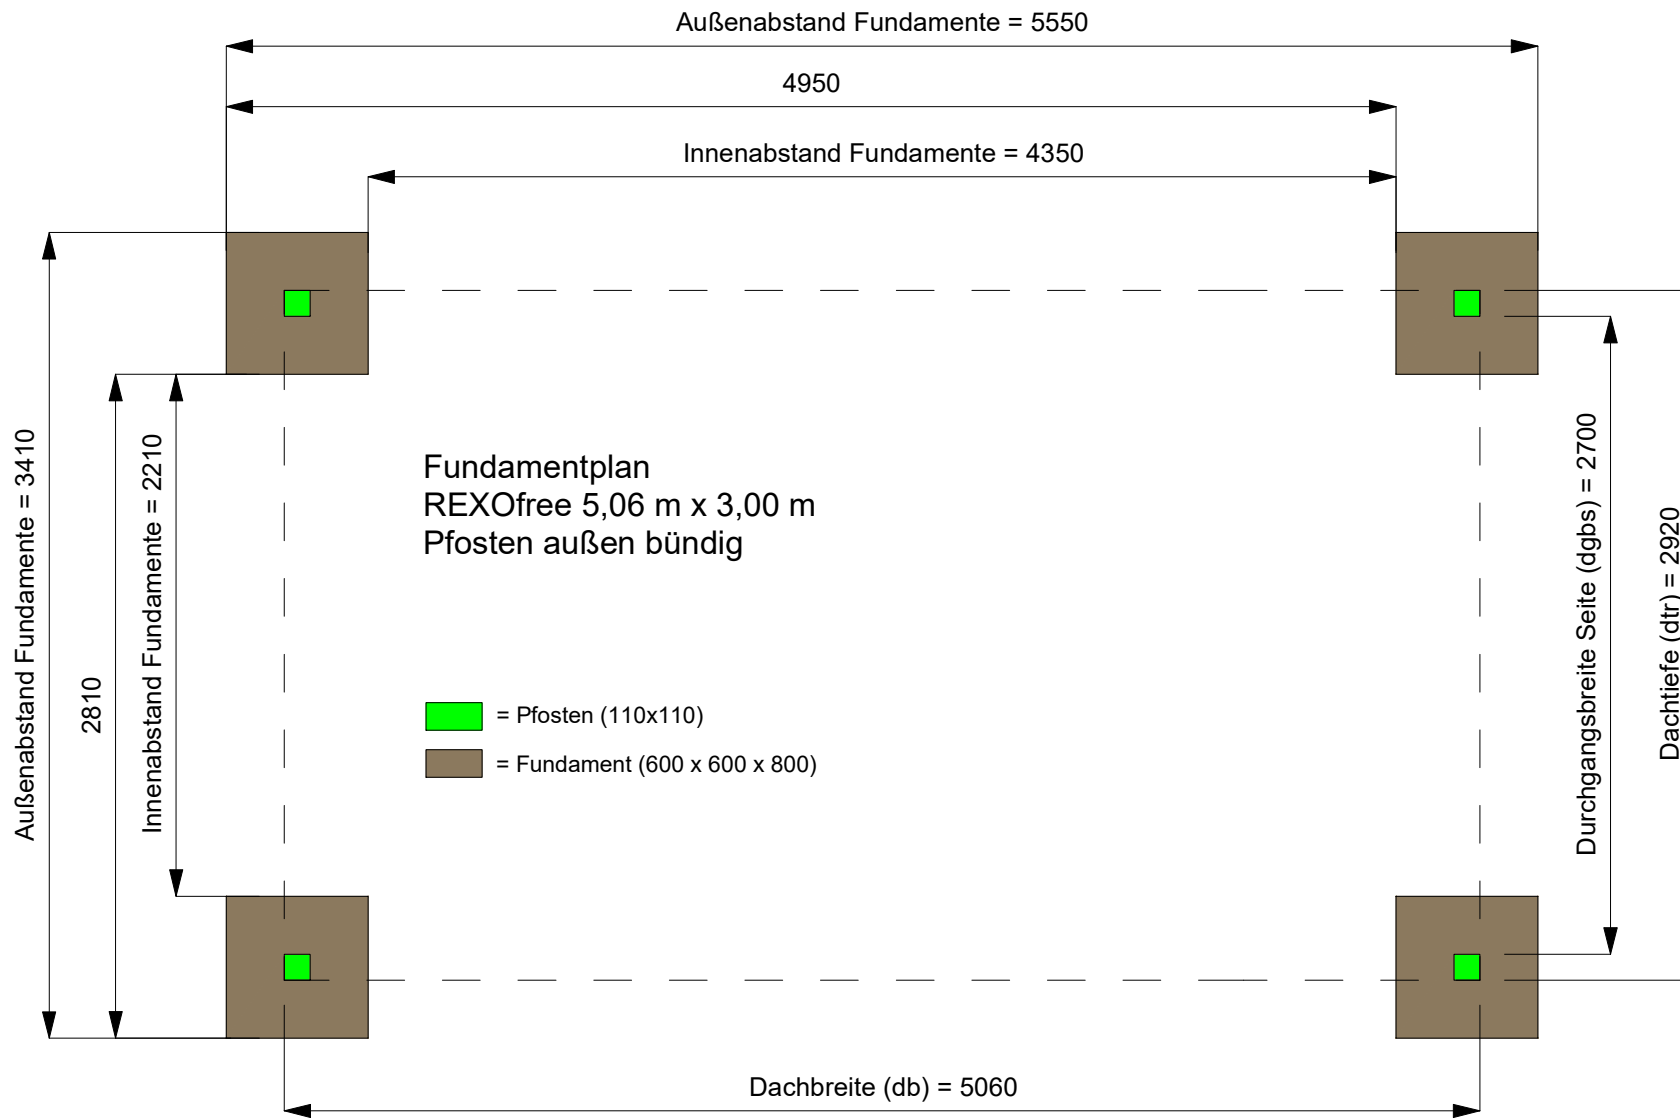 Außenabstand Fundamente = 5550
4950
Innenabstand Fundamente = 4350
Außenabstand Fundamente = 3410
2810
Innenabstand Fundamente = 2210
Fundamentplan
REXOfree 5,06 m x 3,00 m
Pfosten außen bündig
= Pfosten (110x110)
= Fundament (600 x 600 x 800)
Durchgangsbreite Seite (dgbs) = 2700
Dachtiefe (dtr) = 2920
Dachbreite (db) = 5060